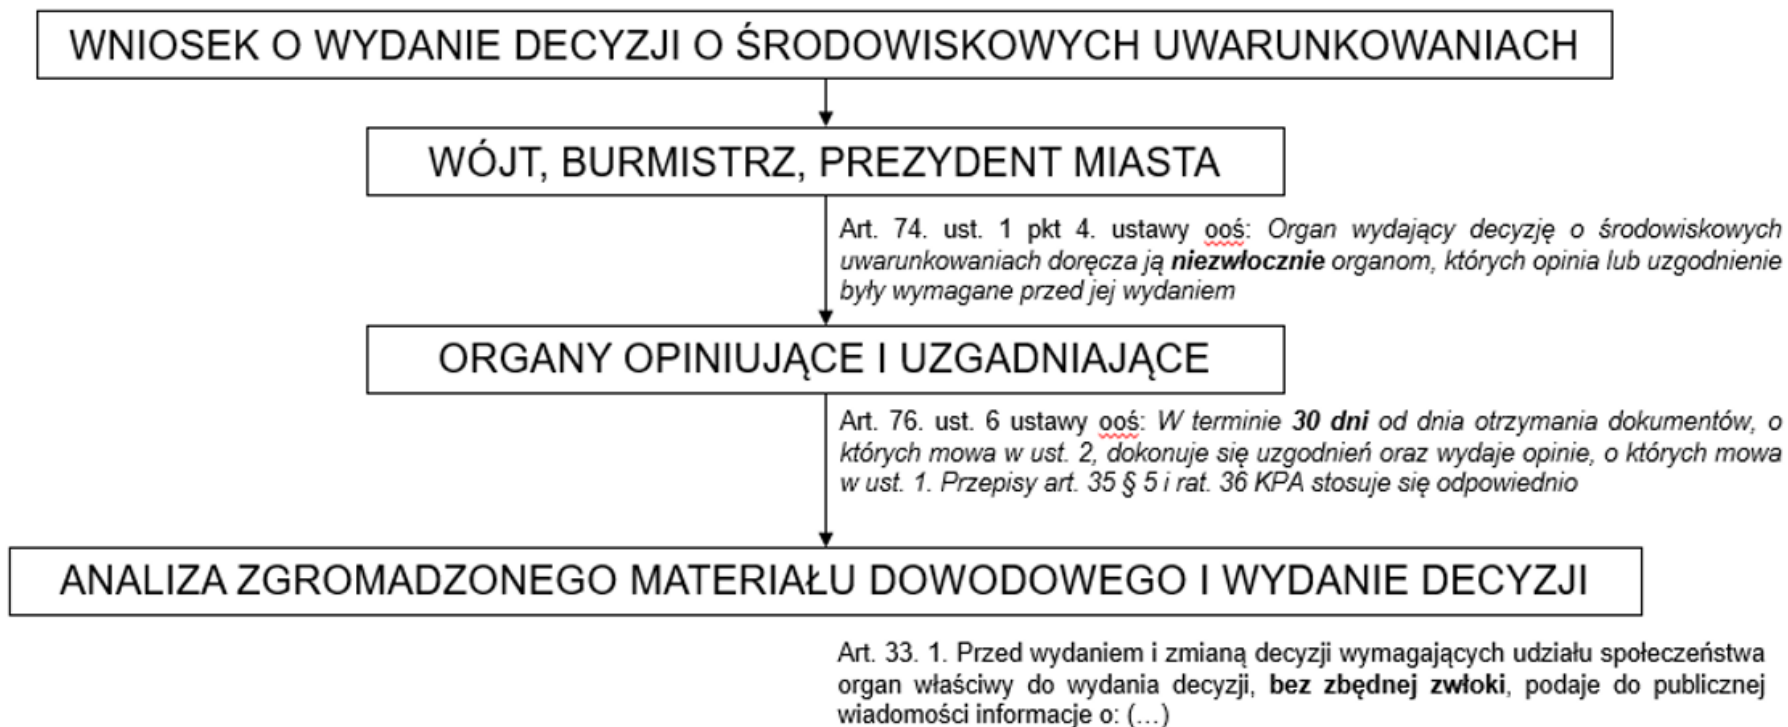 WNIOSEK O WYDANIE DECYZJI O ŚRODOWISKOWYCH UWARUNKOWANIACH
WÓJT, BURMISTRZ, PREZYDENT MIASTA
Art. 74. ust. 1 pkt 4. ustawy ooś: Organ wydający decyzję o środowiskowych
uwarunkowaniach doręcza ją niezwłocznie organom, których opinia lub uzgodnienie
były wymagane przed jej wydaniem
ORGANY OPINIUJĄCE I UZGADNIAJĄCE
Art. 76. ust. 6 ustawy ooś: W terminie 30 dni od dnia otrzymania dokumentów, o
których mowa w ust. 2, dokonuje się uzgodnień oraz wydaje opinie, o których mowa
w ust. 1. Przepisy art. 35 § 5 i rat. 36 KPA stosuje się odpowiednio
ANALIZA ZGROMADZONEGO MATERIAŁU DOWODOWEGO I WYDANIE DECYZJI
Art. 33. 1. Przed wydaniem i zmianą decyzji wymagających udziału społeczeństwa
organ właściwy do wydania decyzji, bez zbędnej zwłoki, podaje do publicznej
wiadomości informacje o: (…)